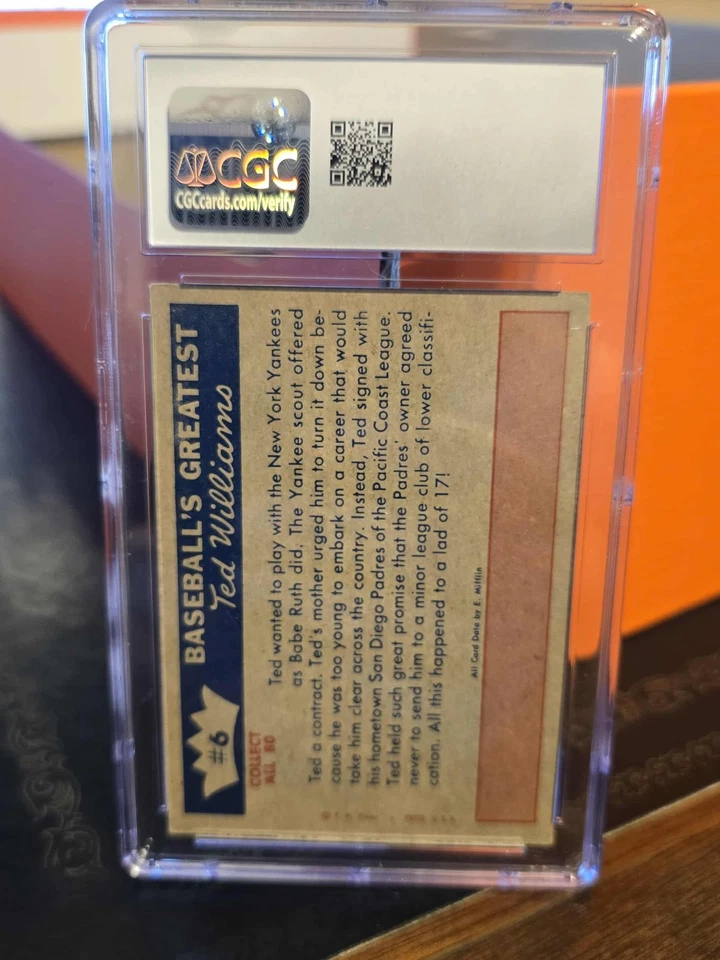 CGC
CGCcards.com/verify
#6
BASEBALL'S GREATEST
Ted Williams
COLLECT
ALL 80
Ted wanted to play with the New York Yankees
as Babe Ruth did. The Yankee scout offered
Ted a contract. Ted's mother urged him to turn it down be-
cause he was too young to embark on a career that would
take him clear across the country. Instead, Ted signed with
his hometown San Diego Padres of the Pacific Coast League.
Ted held such great promise that the Padres' owner agreed
never to send him to a minor league club of lower classifi-
cation. All this happened to a lad of 17!
All Card Data by E. Mifflin